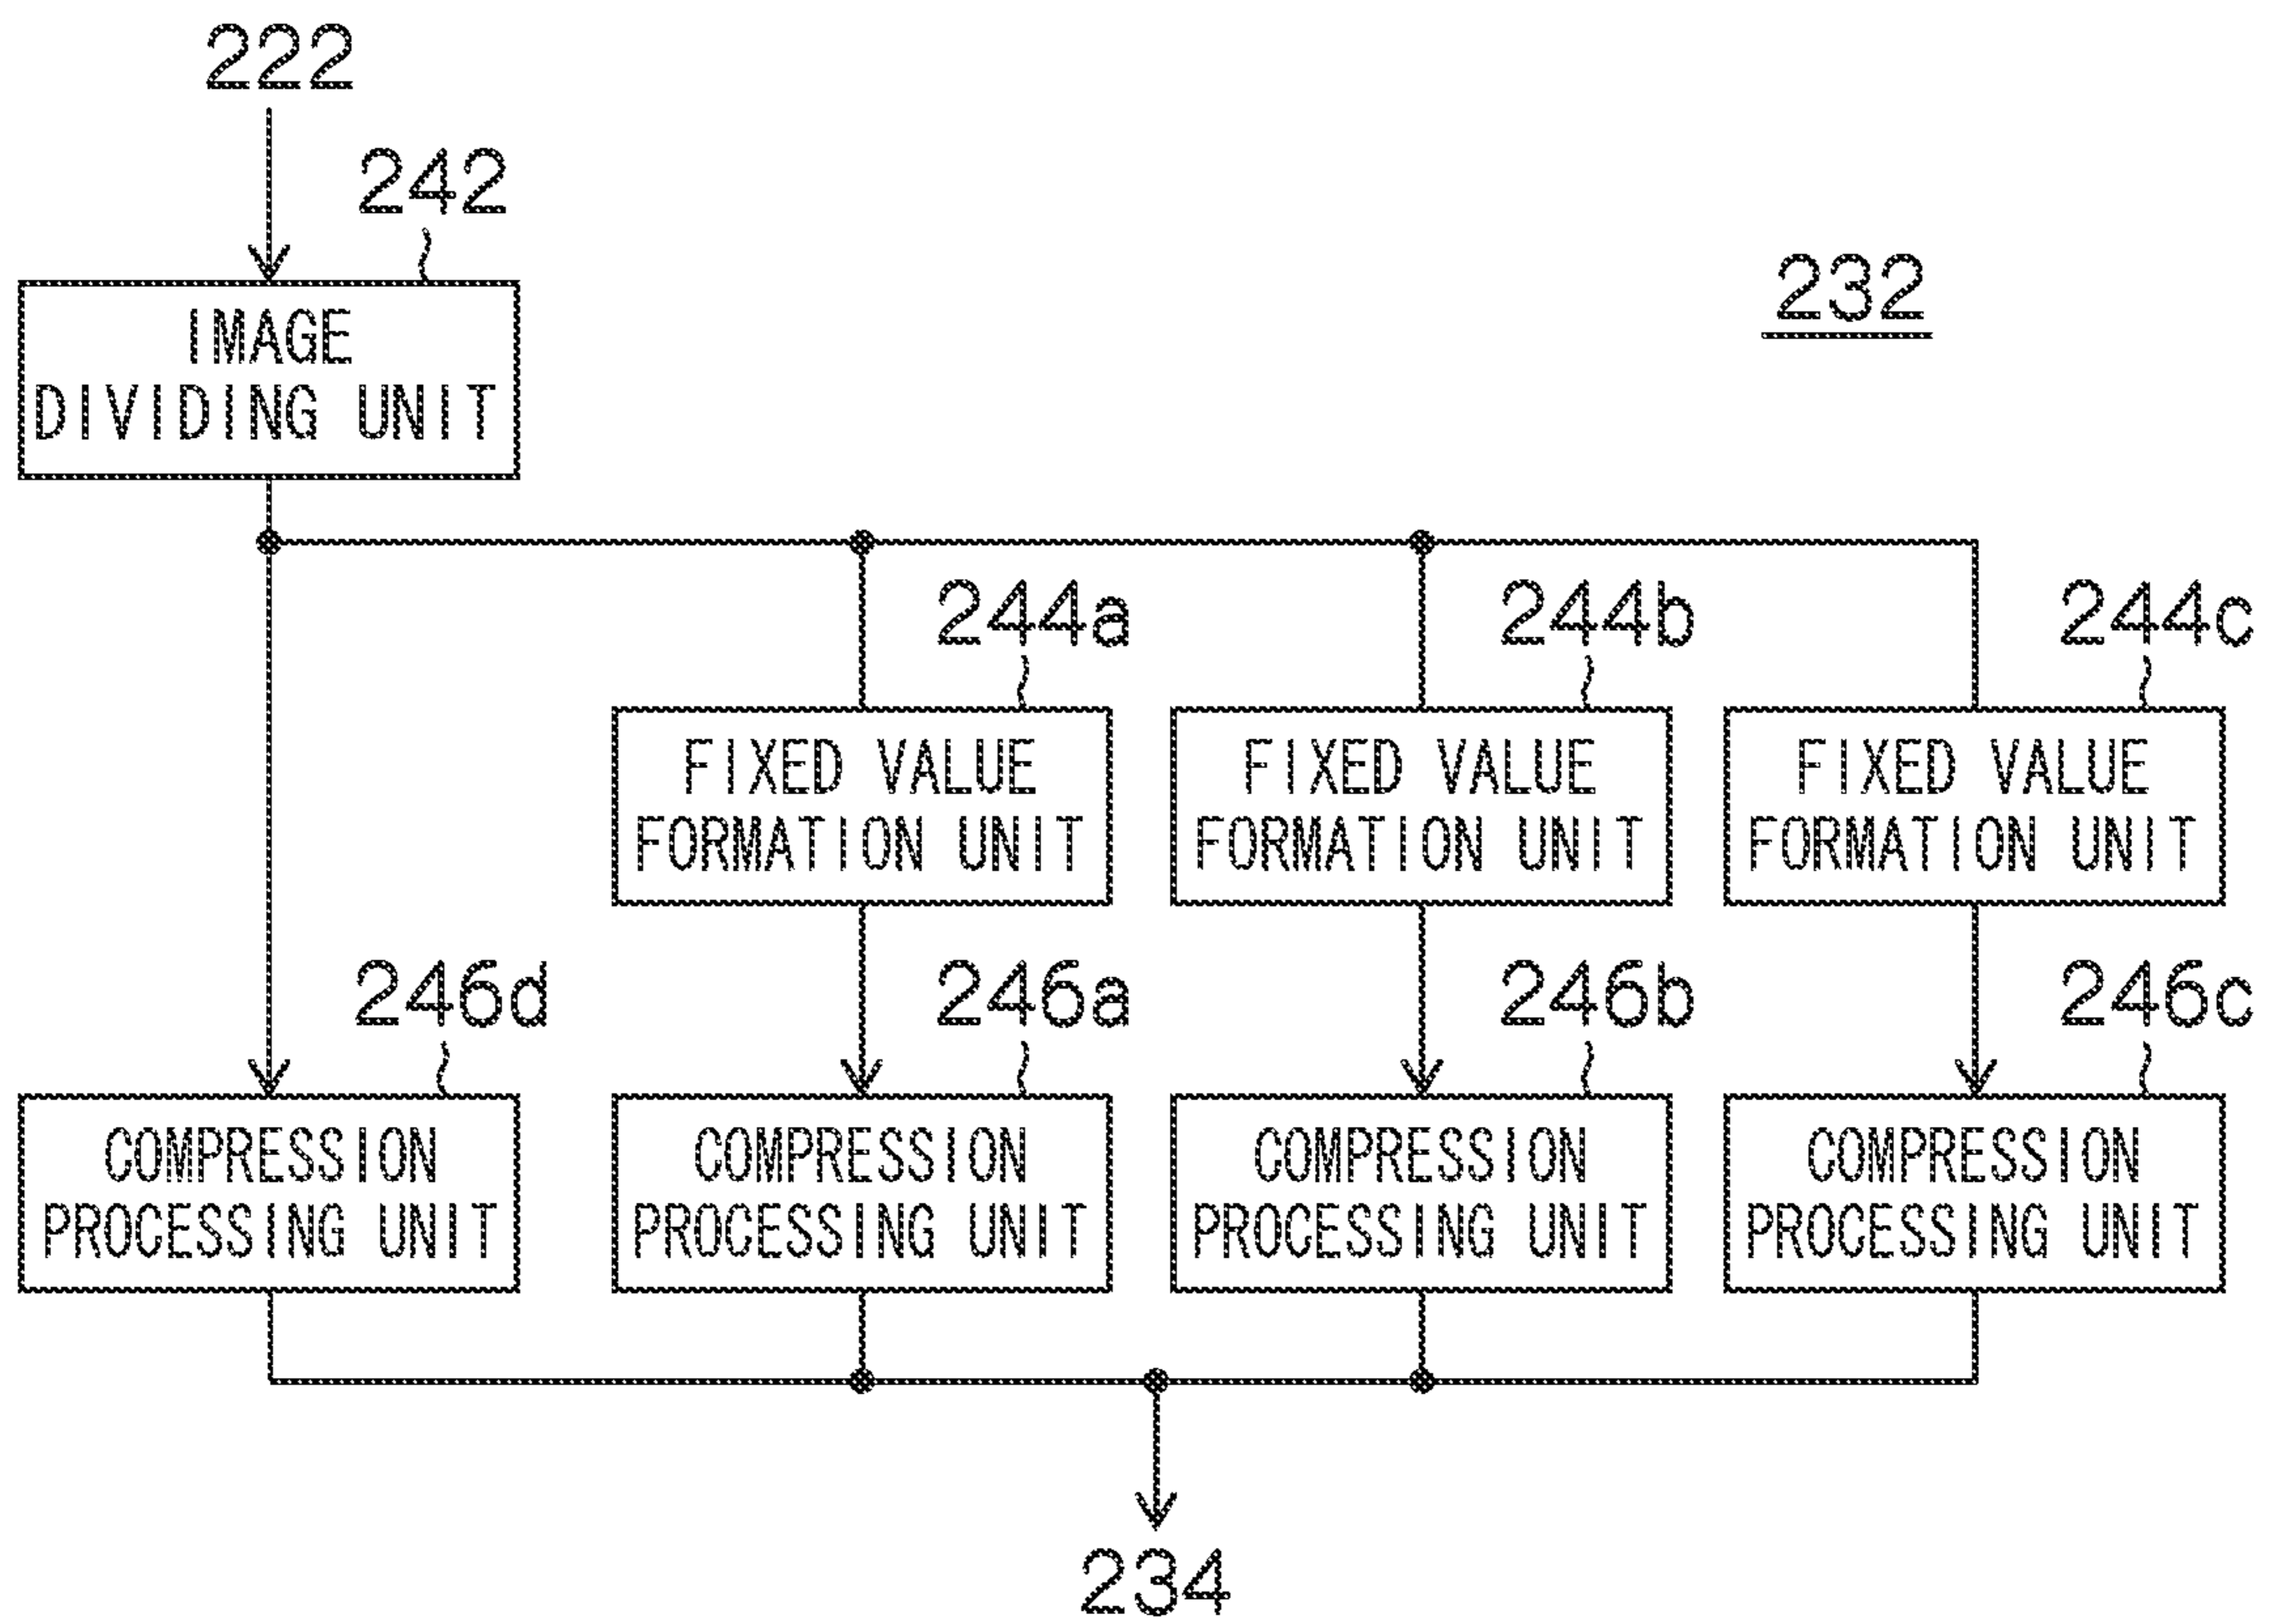 222
242
232
IMAGE
DIVIDING UNIT
244a
244b
244c
FIXED VALUE
FORMATION UNIT
FIXED VALUE
FORMATION UNIT
FIXED VALUE
FORMATION UNIT
246d
246a
246b
246c
COMPRESSION
PROCESSING UNIT
COMPRESSION
PROCESSING UNIT
COMPRESSION
PROCESSING UNIT
COMPRESSION
PROCESSING UNIT
234